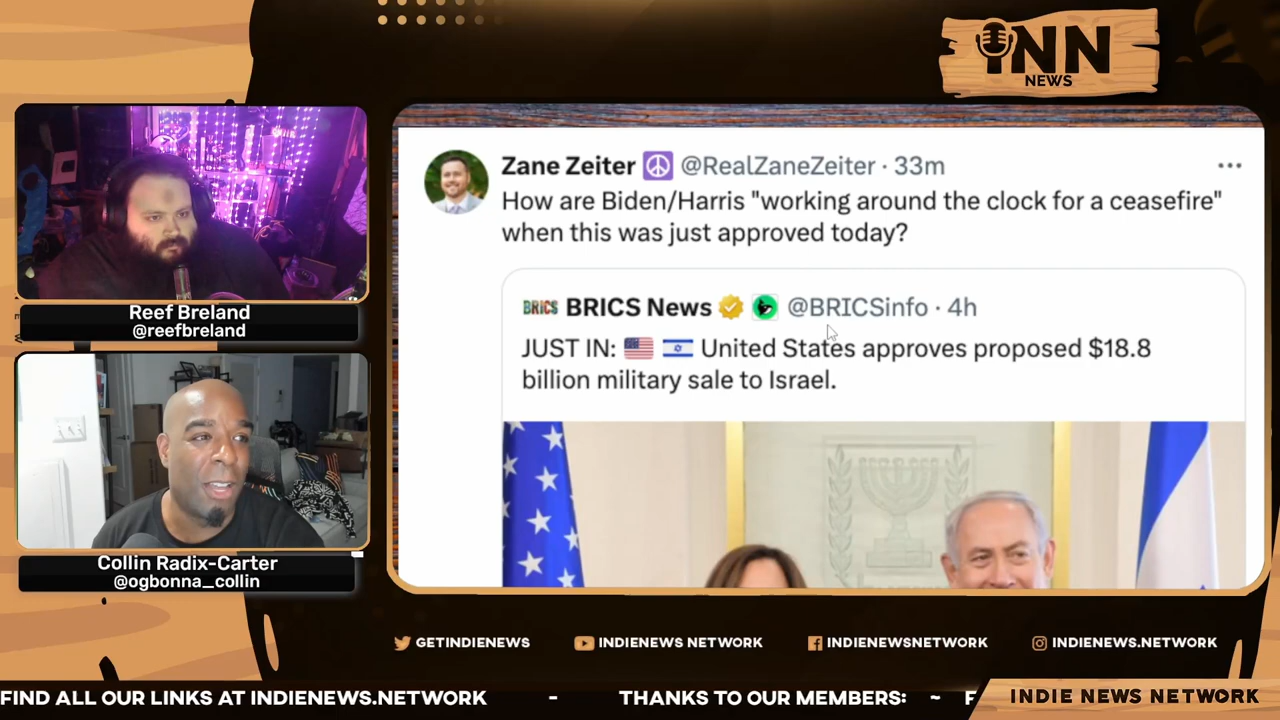 INN
NEWS
Zane Zeiter ☮ @RealZaneZeiter · 33m
How are Biden/Harris "working around the clock for a ceasefire"
when this was just approved today?
BRICS BRICS News @BRICSinfo · 4h
JUST IN: 🇺🇸 🇮🇱 United States approves proposed $18.8
billion military sale to Israel.
Reef Breland
@reefbreland
Collin Radix-Carter
@ogbonna_collin
GETINDIENEWS
INDIENEWS NETWORK
INDIENEWSNETWORK
INDIENEWS.NETWORK
FIND ALL OUR LINKS AT INDIENEWS.NETWORK - THANKS TO OUR MEMBERS: ~ F
INDIE NEWS NETWORK